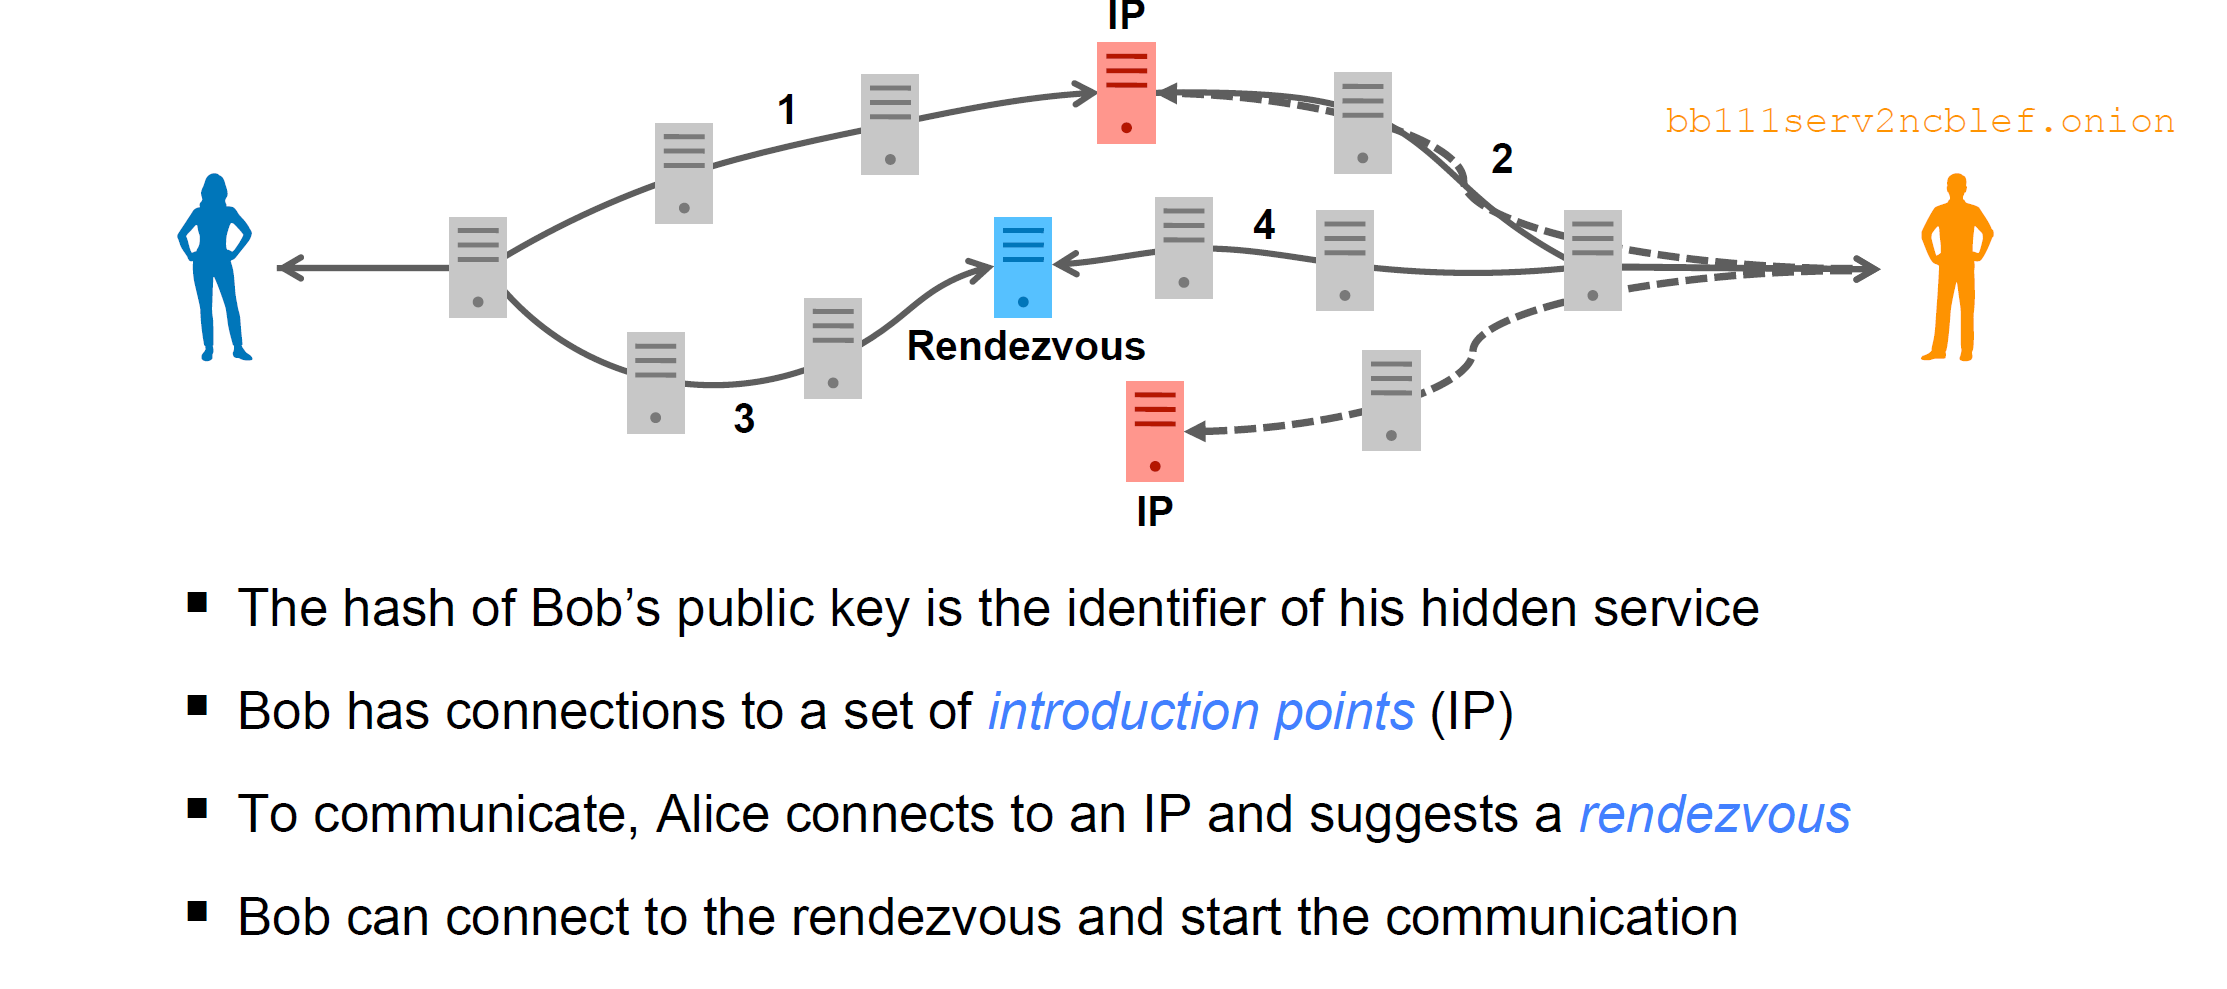 IP
1
bb111serv2ncblef.onion
2
4
Rendezvous
3
IP
▪ The hash of Bob’s public key is the identifier of his hidden service
▪ Bob has connections to a set of introduction points (IP)
▪ To communicate, Alice connects to an IP and suggests a rendezvous
▪ Bob can connect to the rendezvous and start the communication